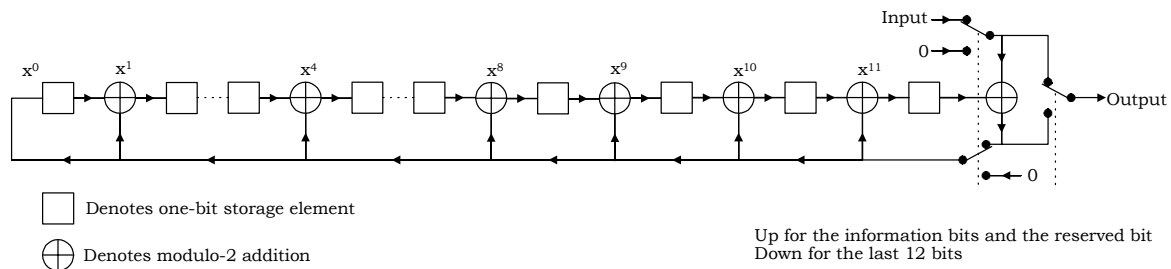 Input
0
x⁰ x¹ x⁴ x⁸ x⁹ x¹⁰ x¹¹
Output
0
Denotes one-bit storage element
Denotes modulo-2 addition
Up for the information bits and the reserved bit
Down for the last 12 bits